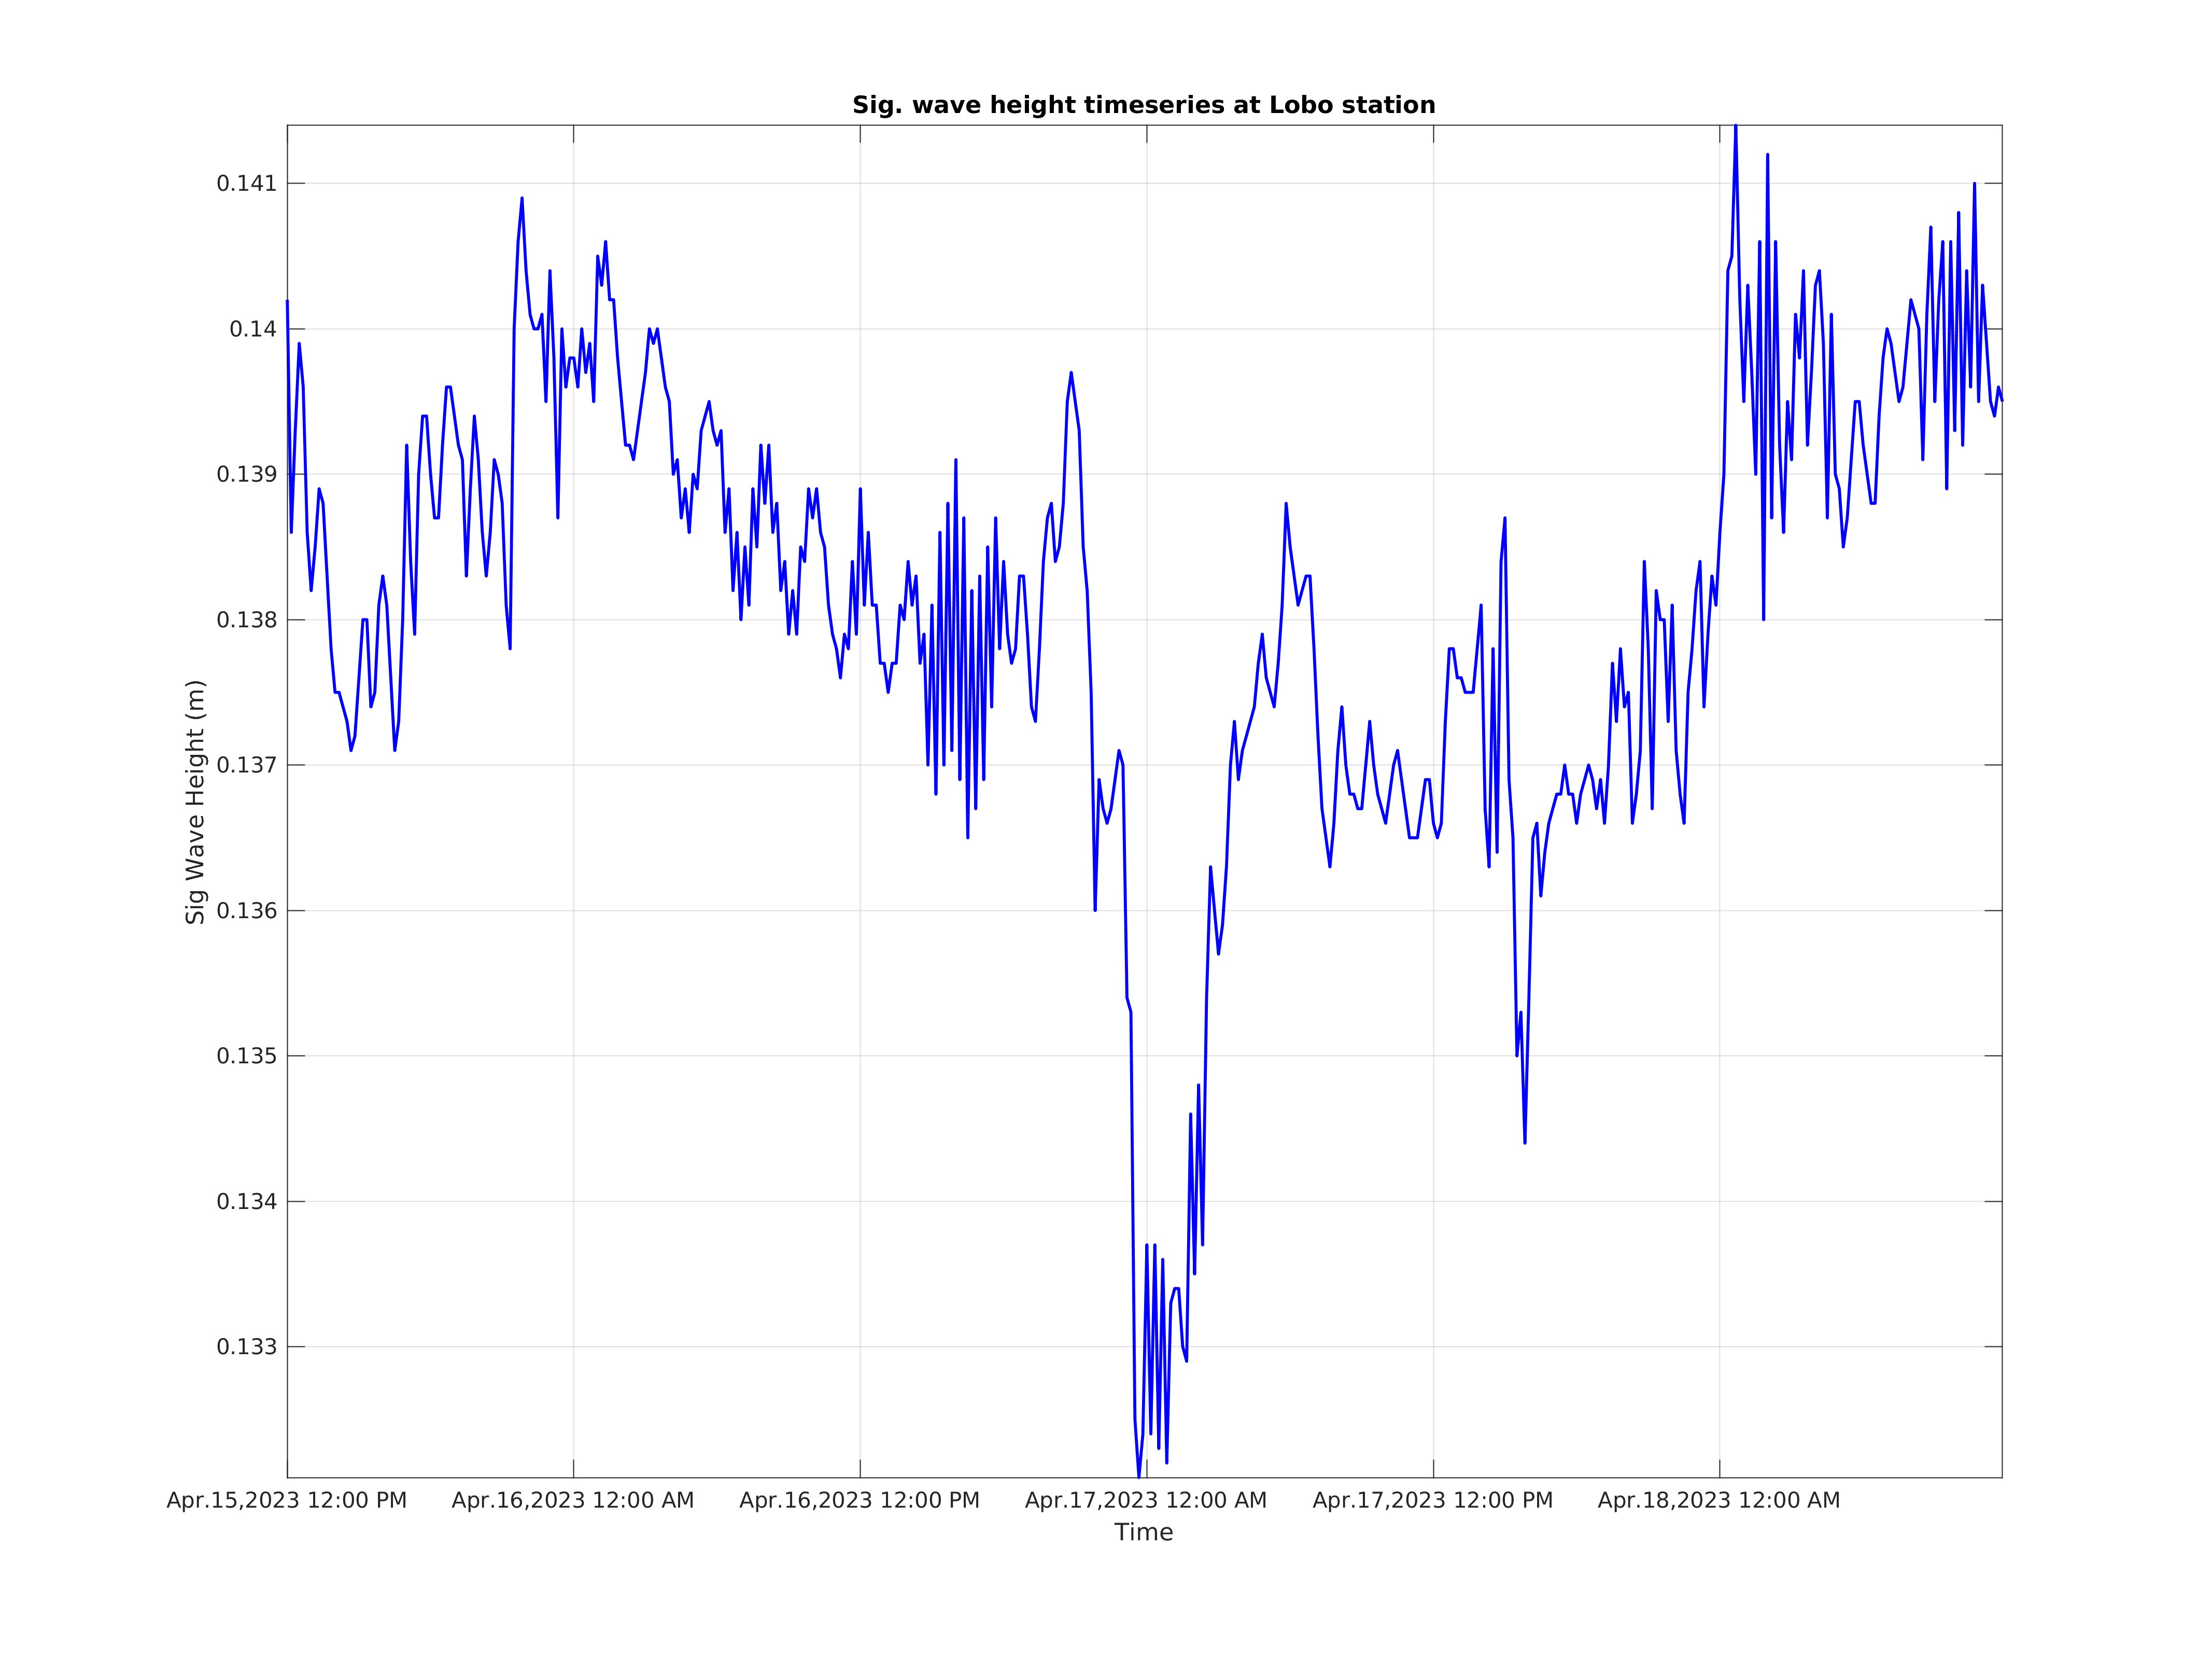 Sig. wave height timeseries at Lobo station
Sig Wave Height (m)
0.141
0.14
0.139
0.138
0.137
0.136
0.135
0.134
0.133
Apr.15,2023 12:00 PM
Apr.16,2023 12:00 AM
Apr.16,2023 12:00 PM
Apr.17,2023 12:00 AM
Apr.17,2023 12:00 PM
Apr.18,2023 12:00 AM
Time